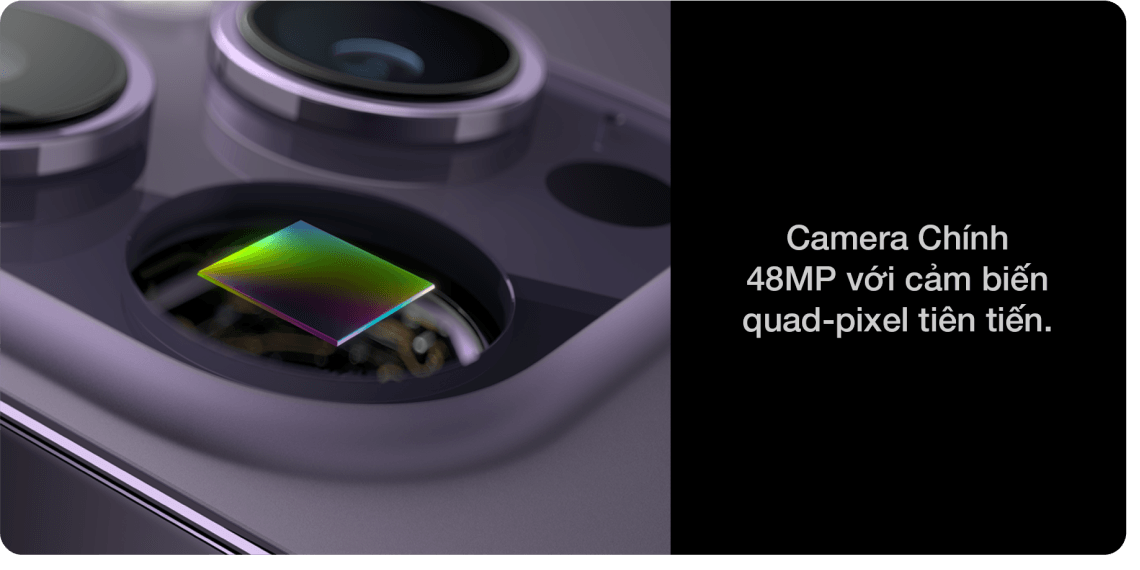 Camera Chính
48MP với cảm biến
quad-pixel tiên tiến.